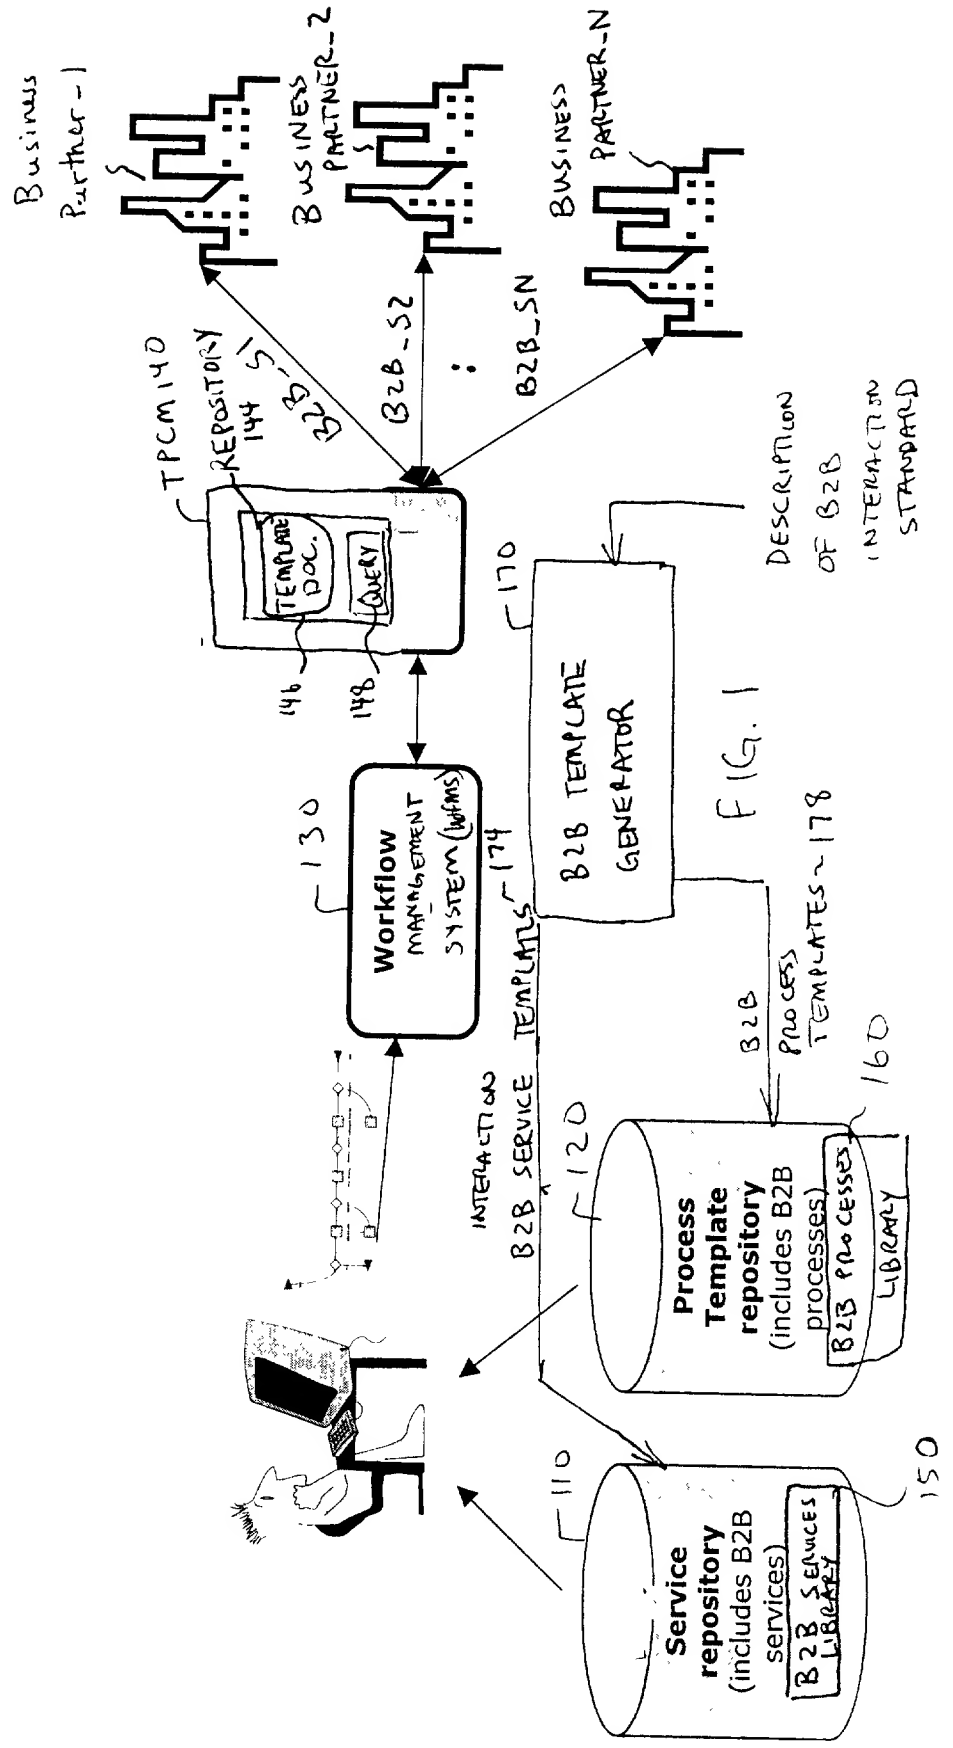 Business
Partner-1
BUSINESS
PARTNER_2
BUSINESS
PARTNER_N
B2B_S1
B2B_S2
:
B2B_SN
TPCM 140
REPOSITORY
144
TEMPLATE
DOC.
QUERY
146
148
130
Workflow
MANAGEMENT
SYSTEM (WfMS)
INTERACTION
B2B SERVICE TEMPLATES 174
170
B2B TEMPLATE
GENERATOR
DESCRIPTION
OF B2B
INTERACTION
STANDARD
B2B
PROCESS
TEMPLATES ~ 178
120
Process
Template
repository
(includes B2B
processes)
B2B PROCESSES
LIBRARY
160
110
Service
repository
(includes B2B
services)
B2B SERVICES
LIBRARY
150
FIG. 1